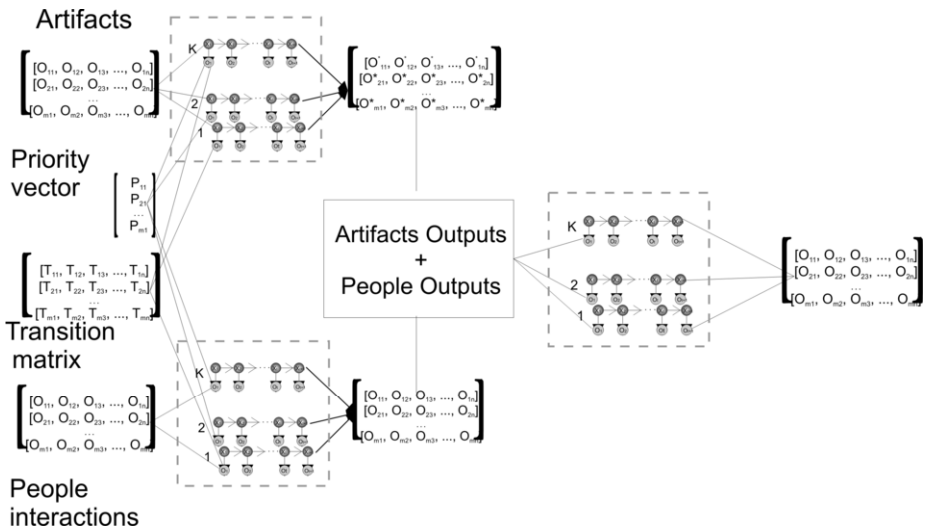 Artifacts
[O11, O12, O13, ..., O1n]
[O21, O22, O23, ..., O2n]
...
[Om1, Om2, Om3, ..., Omn]
K
2
1
[O*11, O*12, O*13, ..., O*1n]
[O*21, O*22, O*23, ..., O*2n]
...
[O*m1, O*m2, O*m3, ..., O*mn]
Priority
vector
P11
P21
...
Pm1
[T11, T12, T13, ..., T1n]
[T21, T22, T23, ..., T2n]
...
[Tm1, Tm2, Tm3, ..., Tmn]
Transition
matrix
Artifacts Outputs
+
People Outputs
K
2
1
[O11, O12, O13, ..., O1n]
[O21, O22, O23, ..., O2n]
...
[Om1, Om2, Om3, ..., Omn]
[O11, O12, O13, ..., O1n]
[O21, O22, O23, ..., O2n]
...
[Om1, Om2, Om3, ..., Omn]
K
2
1
[O11, O12, O13, ..., O1n]
[O21, O22, O23, ..., O2n]
...
[Om1, Om2, Om3, ..., Omn]
People
interactions